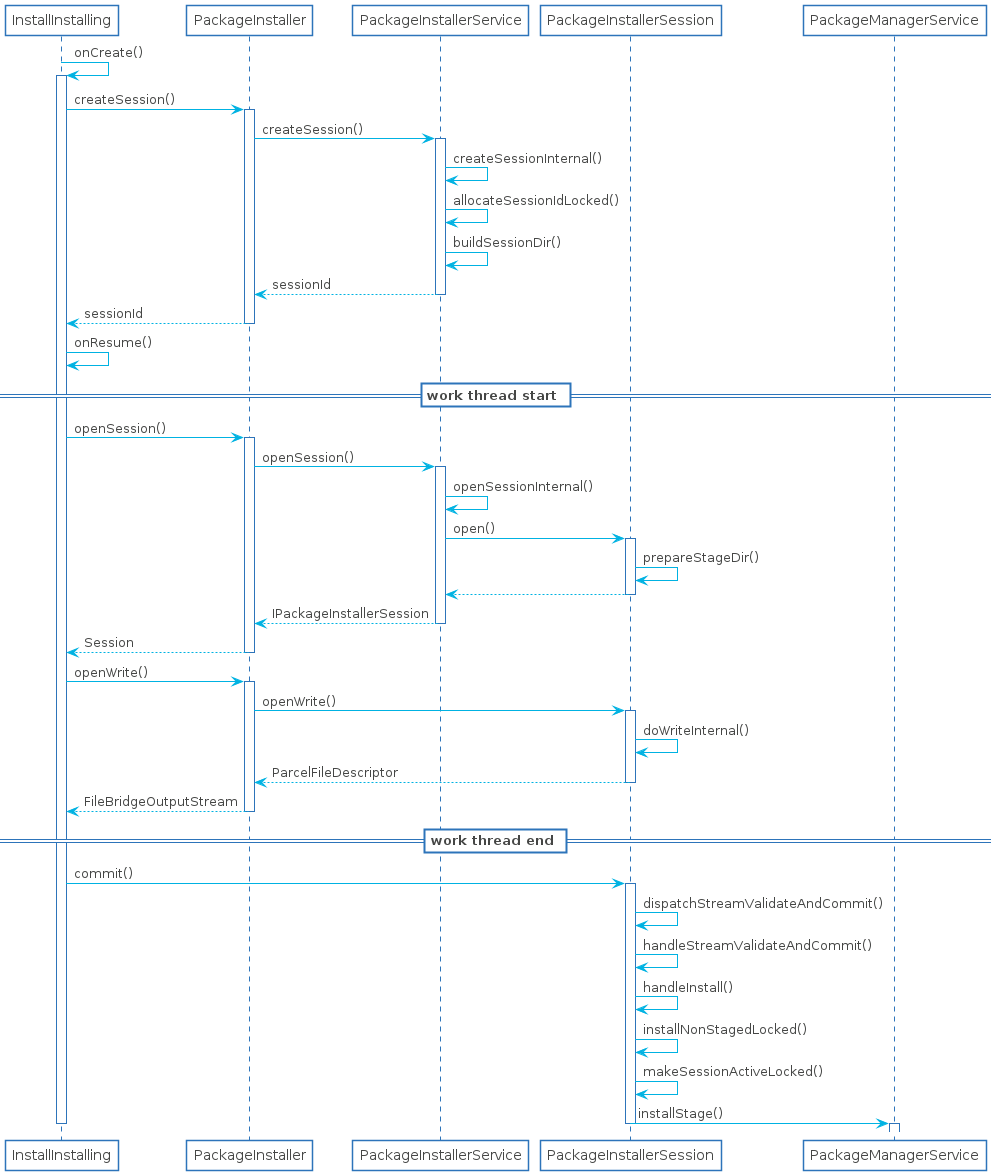 InstallInstalling
PackageInstaller
PackageInstallerService
PackageInstallerSession
PackageManagerService
onCreate()
createSession()
createSession()
createSessionInternal()
allocateSessionIdLocked()
buildSessionDir()
sessionId
sessionId
onResume()
work thread start
openSession()
openSession()
openSessionInternal()
open()
prepareStageDir()
IPackageInstallerSession
Session
openWrite()
openWrite()
doWriteInternal()
ParcelFileDescriptor
FileBridgeOutputStream
work thread end
commit()
dispatchStreamValidateAndCommit()
handleStreamValidateAndCommit()
handleInstall()
installNonStagedLocked()
makeSessionActiveLocked()
installStage()
InstallInstalling
PackageInstaller
PackageInstallerService
PackageInstallerSession
PackageManagerService